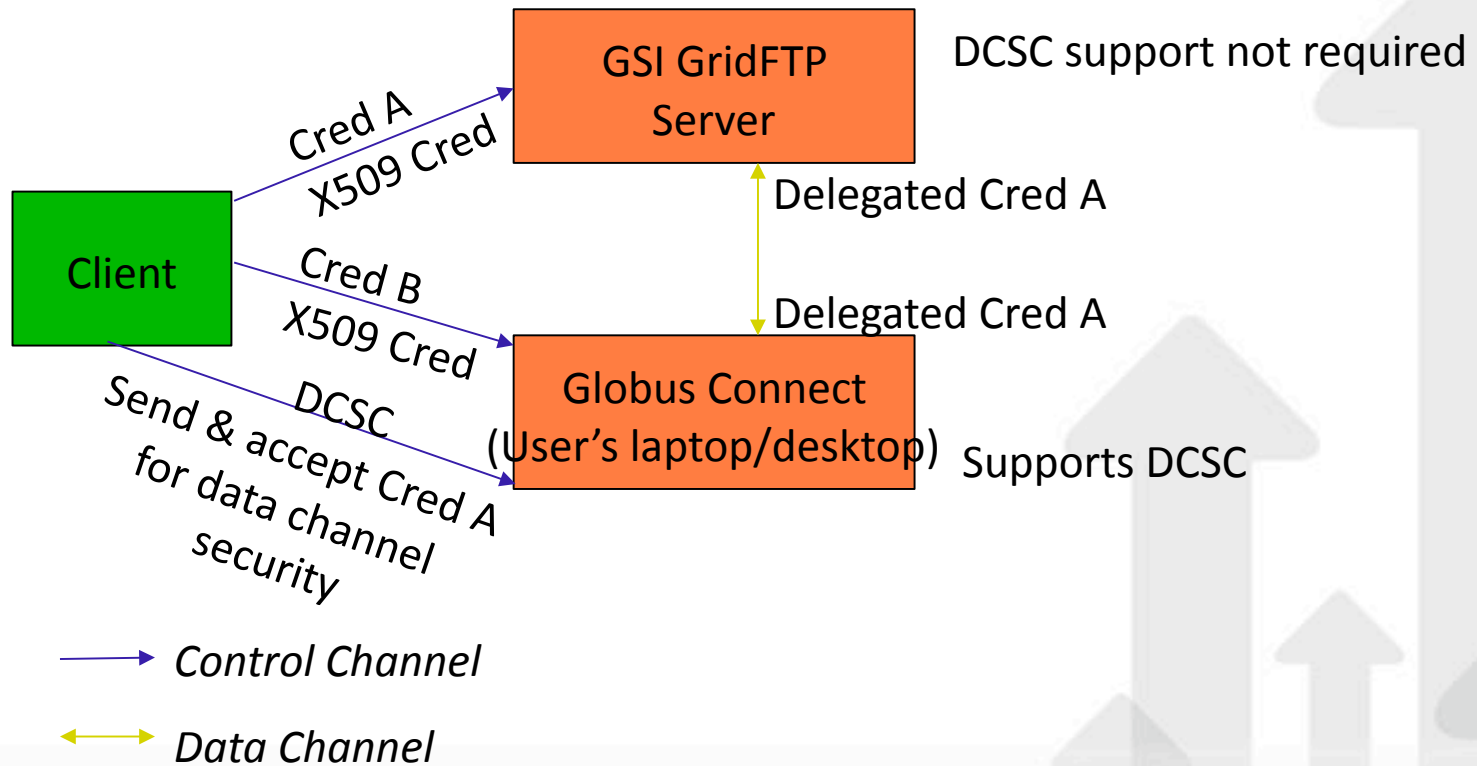 GSI GridFTP
Server
DCSC support not required
Cred A
X509 Cred
Delegated Cred A
Client
Cred B
X509 Cred
Delegated Cred A
DCSC
Send & accept Cred A
for data channel
security
Globus Connect
(User's laptop/desktop)
Supports DCSC
Control Channel
Data Channel